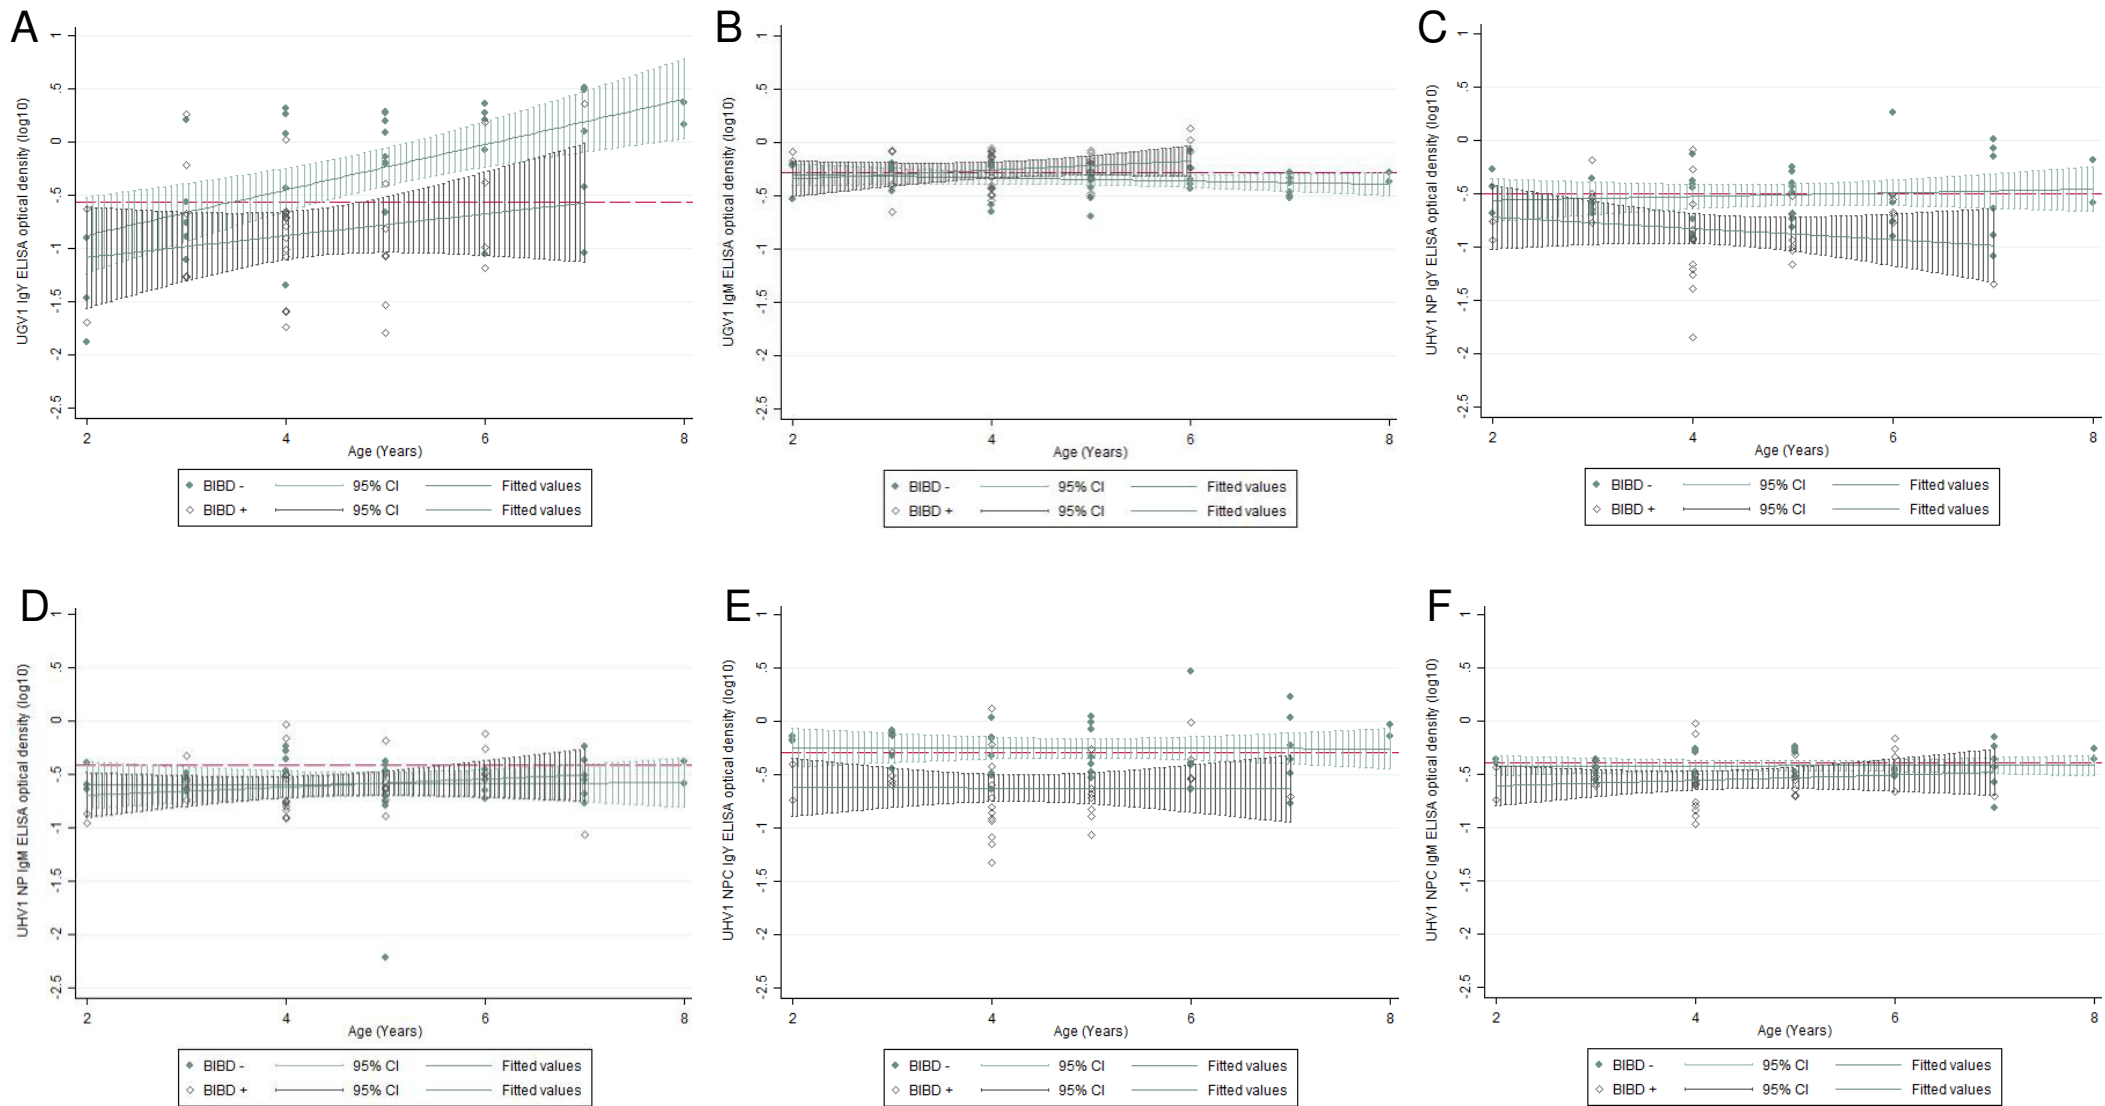 A
UGV1 IgY ELISA optical density (log10)
1
.5
0
-.5
-1
-1.5
-2
-2.5
2 4 6 8
Age (Years)
BIBD - 95% CI Fitted values
BIBD + 95% CI Fitted values
B
UGV1 IgM ELISA optical density (log10)
1
.5
0
-.5
-1
-1.5
-2
-2.5
2 4 6 8
Age (Years)
BIBD - 95% CI Fitted values
BIBD + 95% CI Fitted values
C
UHV1 NP IgY ELISA optical density (log10)
1
.5
0
-.5
-1
-1.5
-2
-2.5
2 4 6 8
Age (Years)
BIBD - 95% CI Fitted values
BIBD + 95% CI Fitted values
D
UHV1 NP IgM ELISA optical density (log10)
1
.5
0
-.5
-1
-1.5
-2
-2.5
2 4 6 8
Age (Years)
BIBD - 95% CI Fitted values
BIBD + 95% CI Fitted values
E
UHV1 NPC IgY ELISA optical density (log10)
1
.5
0
-.5
-1
-1.5
-2
-2.5
2 4 6 8
Age (Years)
BIBD - 95% CI Fitted values
BIBD + 95% CI Fitted values
F
UHV1 NPC IgM ELISA optical density (log10)
1
.5
0
-.5
-1
-1.5
-2
-2.5
2 4 6 8
Age (Years)
BIBD - 95% CI Fitted values
BIBD + 95% CI Fitted values